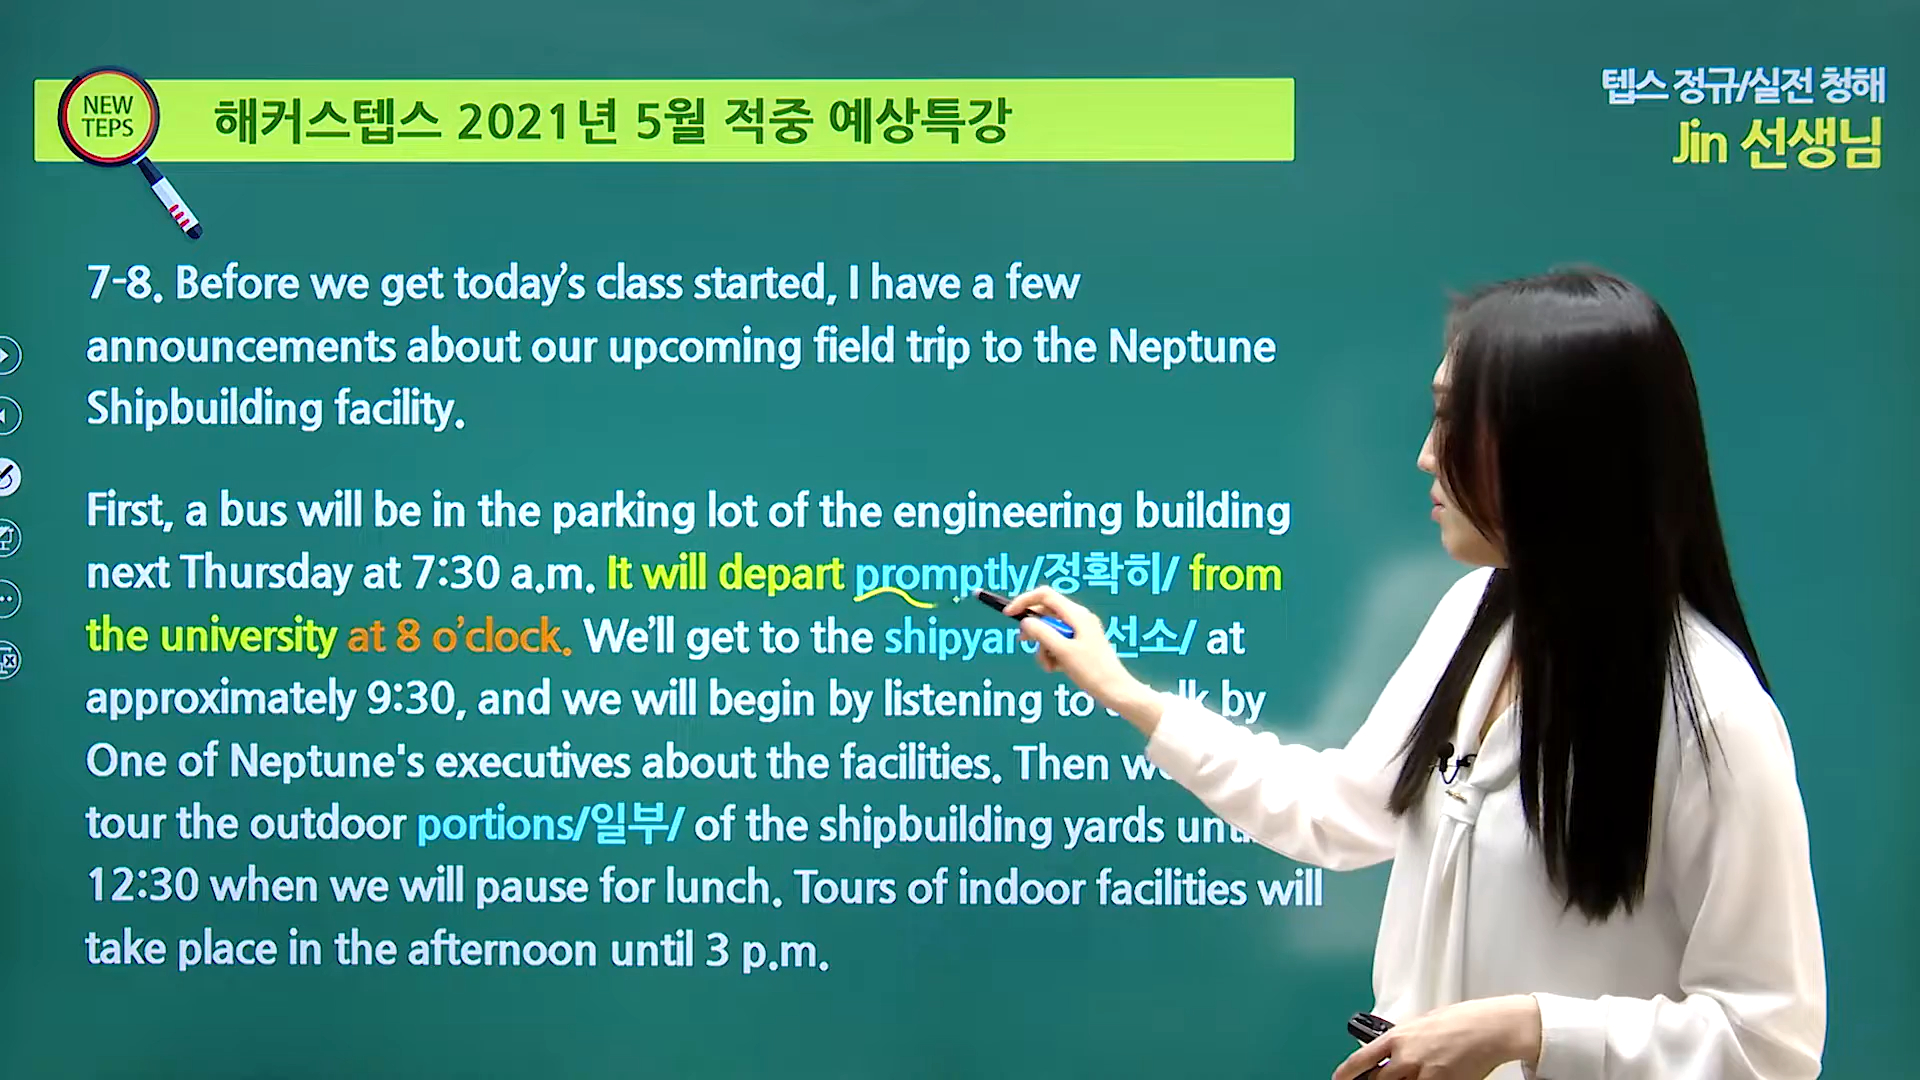 NEW
TEPS
해커스텝스 2021년 5월 적중 예상특강
텝스 정규/실전 청해
Jin 선생님
7-8. Before we get today's class started, I have a few
announcements about our upcoming field trip to the Neptune
Shipbuilding facility.
First, a bus will be in the parking lot of the engineering building
next Thursday at 7:30 a.m. It will depart promptly/정확히/ from
the university at 8 o'clock. We'll get to the 선소/ at
approximately 9:30, and we will begin by listening to by
One of Neptune's executives about the facilities. Then
tour the outdoor portions/일부/ of the shipbuilding yards
12:30 when we will pause for lunch. Tours of indoor facilities will
take place in the afternoon until 3 p.m.